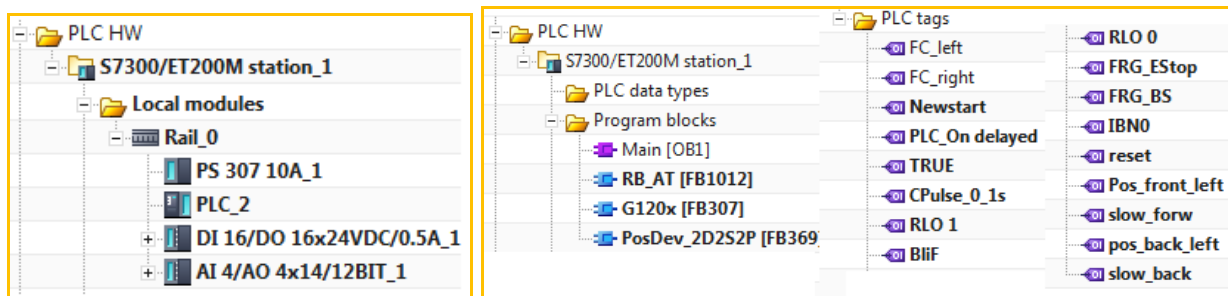 PLC HW
S7300/ET200M station_1
Local modules
Rail_0
PS 307 10A_1
PLC_2
DI 16/DO 16x24VDC/0.5A_1
AI 4/AO 4x14/12BIT_1
PLC HW
S7300/ET200M station_1
PLC data types
Program blocks
Main [OB1]
RB_AT [FB1012]
G120x [FB307]
PosDev_2D2S2P [FB369]
PLC tags
FC_left
FC_right
Newstart
PLC_On delayed
TRUE
CPulse_0_1s
RLO 1
BliF
RLO 0
FRG_EStop
FRG_BS
IBN0
reset
Pos_front_left
slow_forw
pos_back_left
slow_back